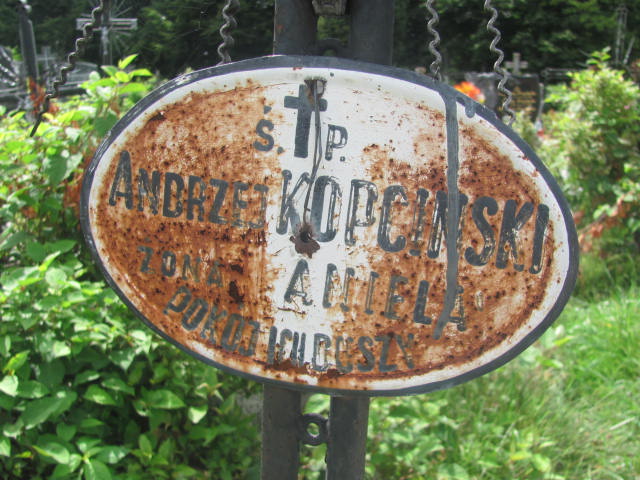 Ś. P.
ANDRZEJ KOPCIŃSKI
ŻONA ANIELA
POKÓJ ICH DUSZY